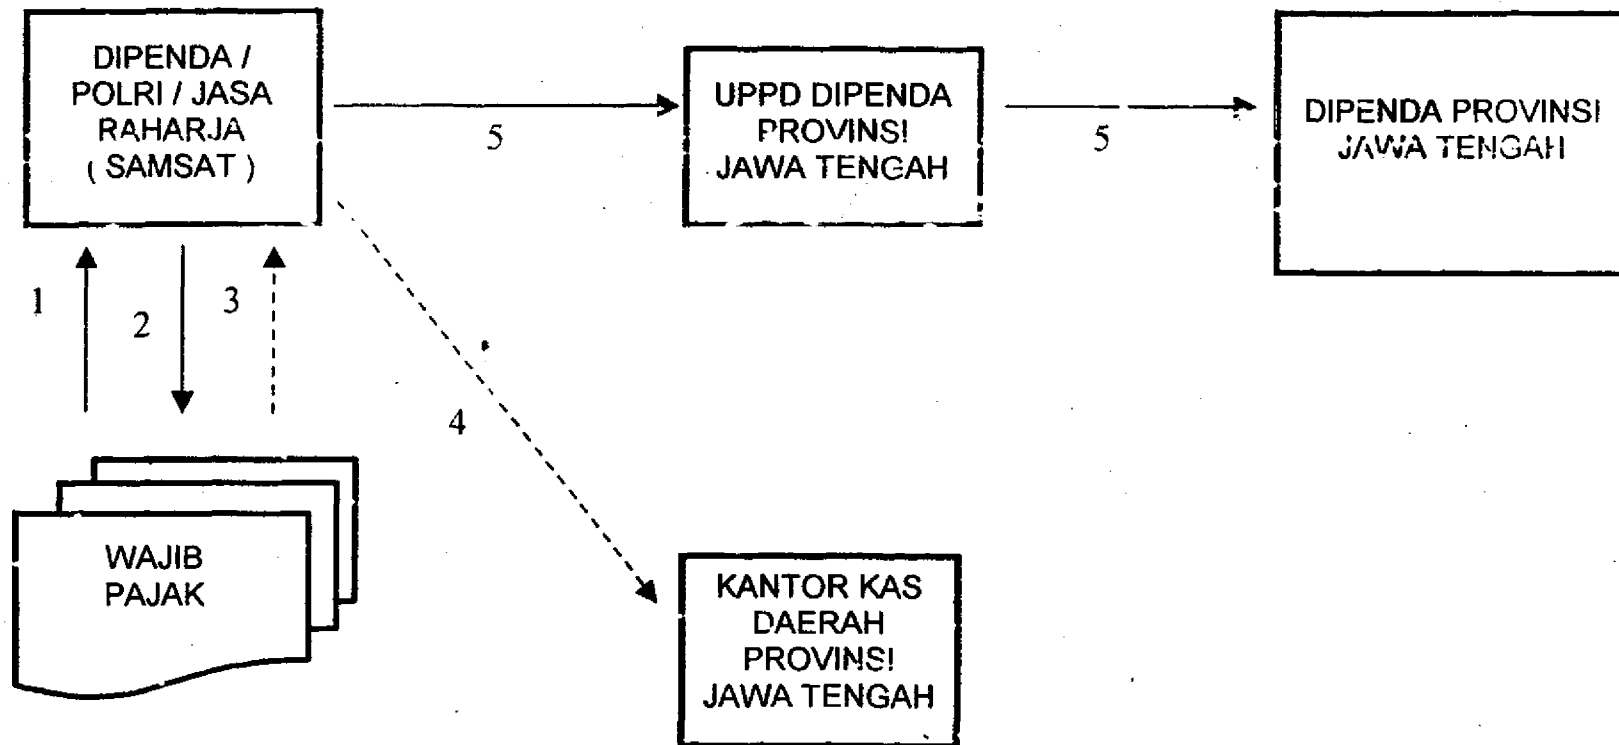 DIPENDA /
POLRI / JASA
RAHARJA
( SAMSAT )
5
UPPD DIPENDA
PROVINSI
JAWA TENGAH
5
DIPENDA PROVINSI
JAWA TENGAH
1
2
3
4
WAJIB
PAJAK
KANTOR KAS
DAERAH
PROVINSI
JAWA TENGAH